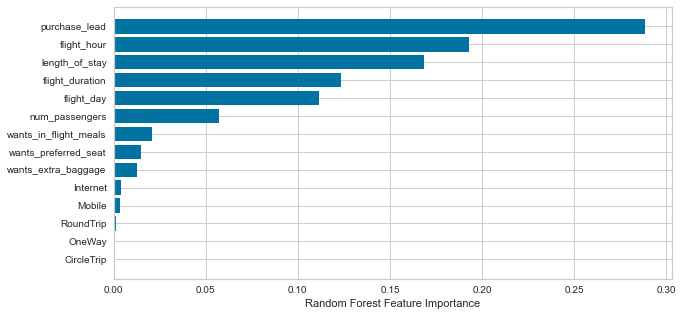 purchase_lead
flight_hour
length_of_stay
flight_duration
flight_day
num_passengers
wants_in_flight_meals
wants_preferred_seat
wants_extra_baggage
Internet
Mobile
RoundTrip
OneWay
CircleTrip
0.00 0.05 0.10 0.15 0.20 0.25 0.30
Random Forest Feature Importance